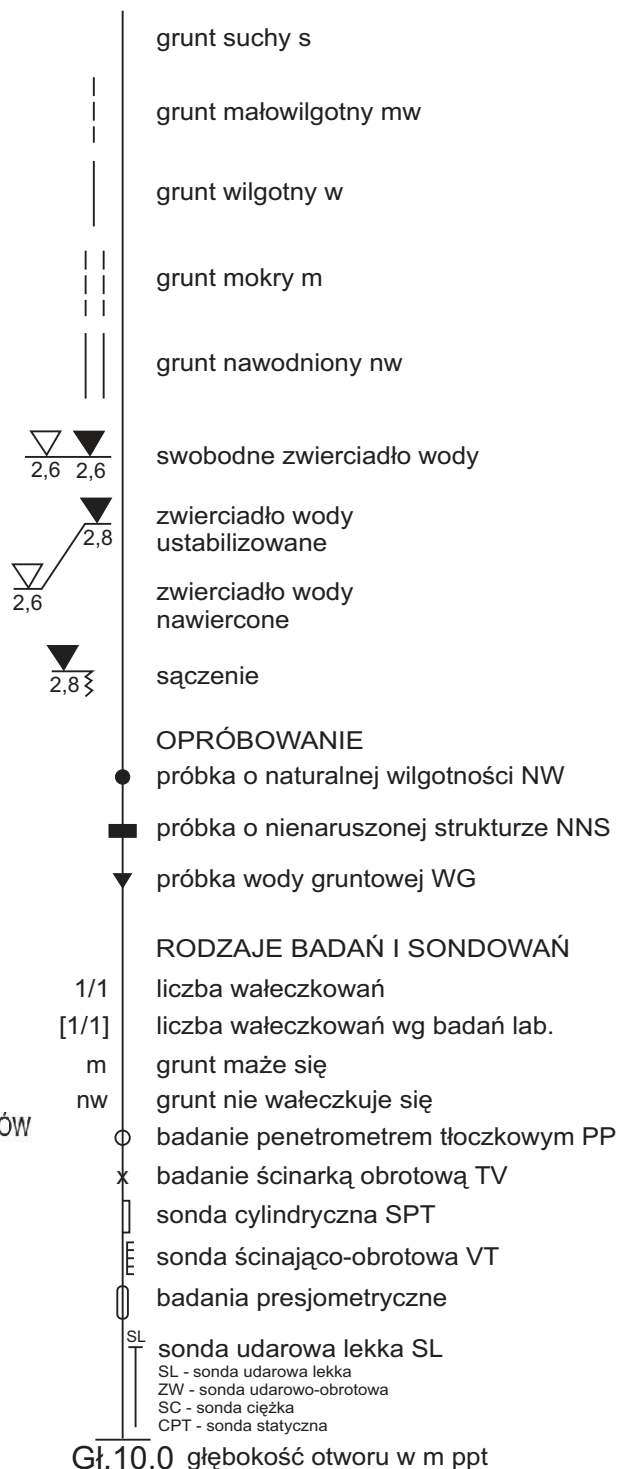 grunt suchy s
grunt małowilgotny mw
grunt wilgotny w
grunt mokry m
grunt nawodniony nw
2,6 2,6 swobodne zwierciadło wody
2,8 zwierciadło wody
ustabilizowane
2,6 zwierciadło wody
nawiercone
2,8 sączenie
OPRÓBOWANIE
próbka o naturalnej wilgotności NW
próbka o nienaruszonej strukturze NNS
próbka wody gruntowej WG
RODZAJE BADAŃ I SONDOWAŃ
1/1 liczba wałeczkowań
[1/1] liczba wałeczkowań wg badań lab.
m grunt maże się
nw grunt nie wałeczkuje się
ÓW
badanie penetrometrem tłoczkowym PP
x badanie ścinarką obrotową TV
sonda cylindryczna SPT
sonda ścinająco-obrotowa VT
badania presjometryczne
SL sonda udarowa lekka SL
SL - sonda udarowa lekka
ZW - sonda udarowo-obrotowa
SC - sonda ciężka
CPT - sonda statyczna
Gł.10.0 głębokość otworu w m ppt